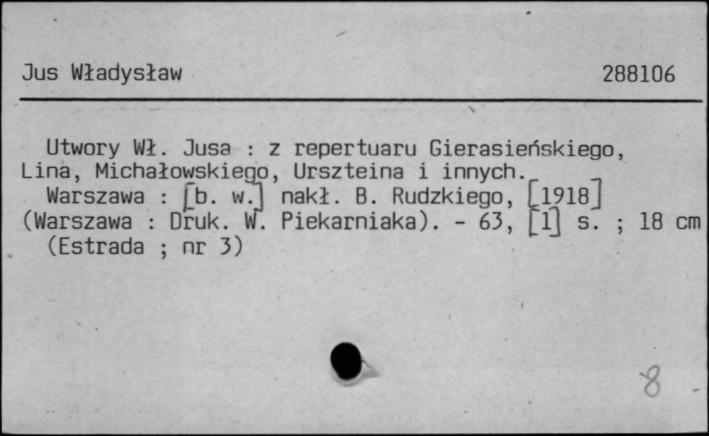 Jus Władysław 288106
Utwory Wł. Jusa : z repertuaru Gierasieńskiego,
Lina, Michałowskiego, Urszteina i innych.
Warszawa : [b. w.] nakł. B. Rudzkiego, [1918]
(Warszawa : Druk. W. Piekarniaka). - 63, [1] s. ; 18 cm
(Estrada ; nr 3)
8